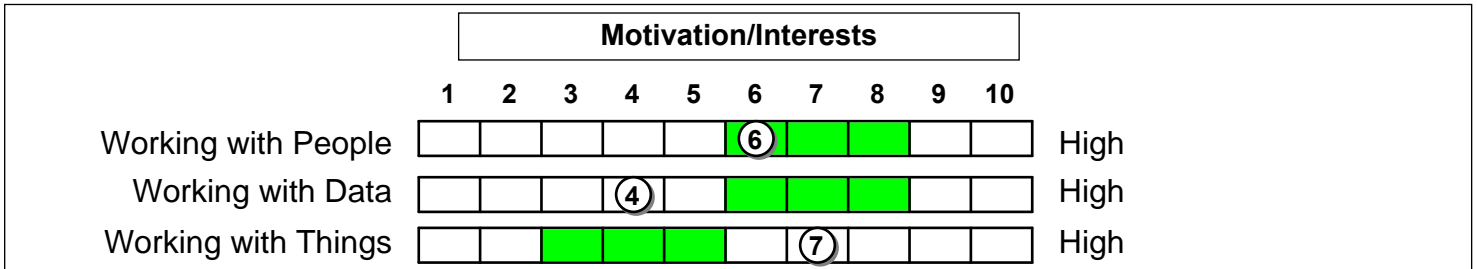 Motivation/Interests
1 2 3 4 5 6 7 8 9 10
Working with People 6 High
Working with Data 4 High
Working with Things 7 High